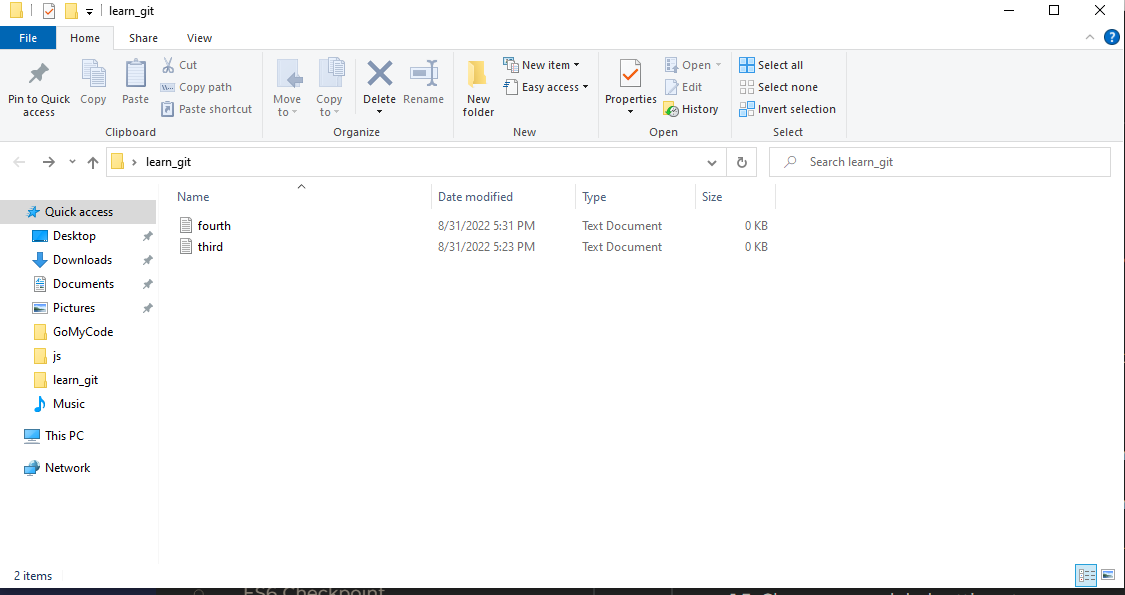 learn_git
File Home Share View
Pin to Quick access
Copy
Paste
Cut
Copy path
Paste shortcut
Clipboard
Move to
Copy to
Delete
Rename
Organize
New folder
New item
Easy access
New
Properties
Open
Edit
History
Open
Select all
Select none
Invert selection
Select
learn_git
Search learn_git
Quick access
Desktop
Downloads
Documents
Pictures
GoMyCode
js
learn_git
Music
This PC
Network
Name Date modified Type Size
fourth 8/31/2022 5:31 PM Text Document 0 KB
third 8/31/2022 5:23 PM Text Document 0 KB
2 items
ES6 Checkpoint